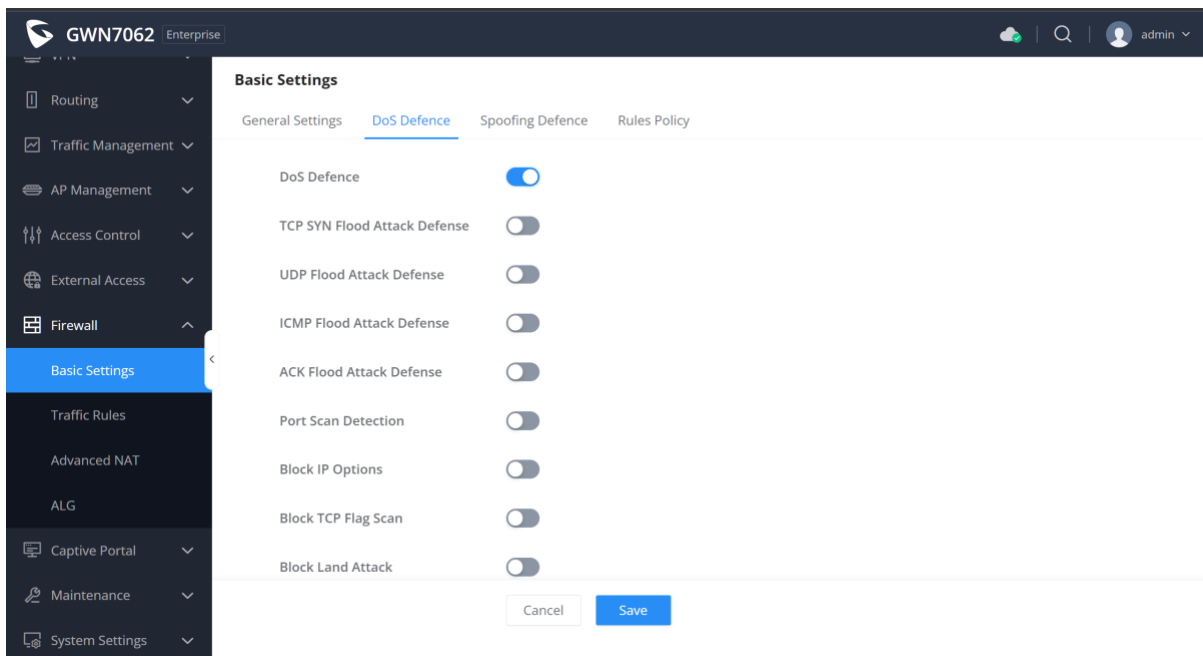 GWN7062 Enterprise
admin
VPN
Routing
Traffic Management
AP Management
Access Control
External Access
Firewall
Basic Settings
Traffic Rules
Advanced NAT
ALG
Captive Portal
Maintenance
System Settings
Basic Settings
General Settings DoS Defence Spoofing Defence Rules Policy
DoS Defence
TCP SYN Flood Attack Defense
UDP Flood Attack Defense
ICMP Flood Attack Defense
ACK Flood Attack Defense
Port Scan Detection
Block IP Options
Block TCP Flag Scan
Block Land Attack
Cancel Save